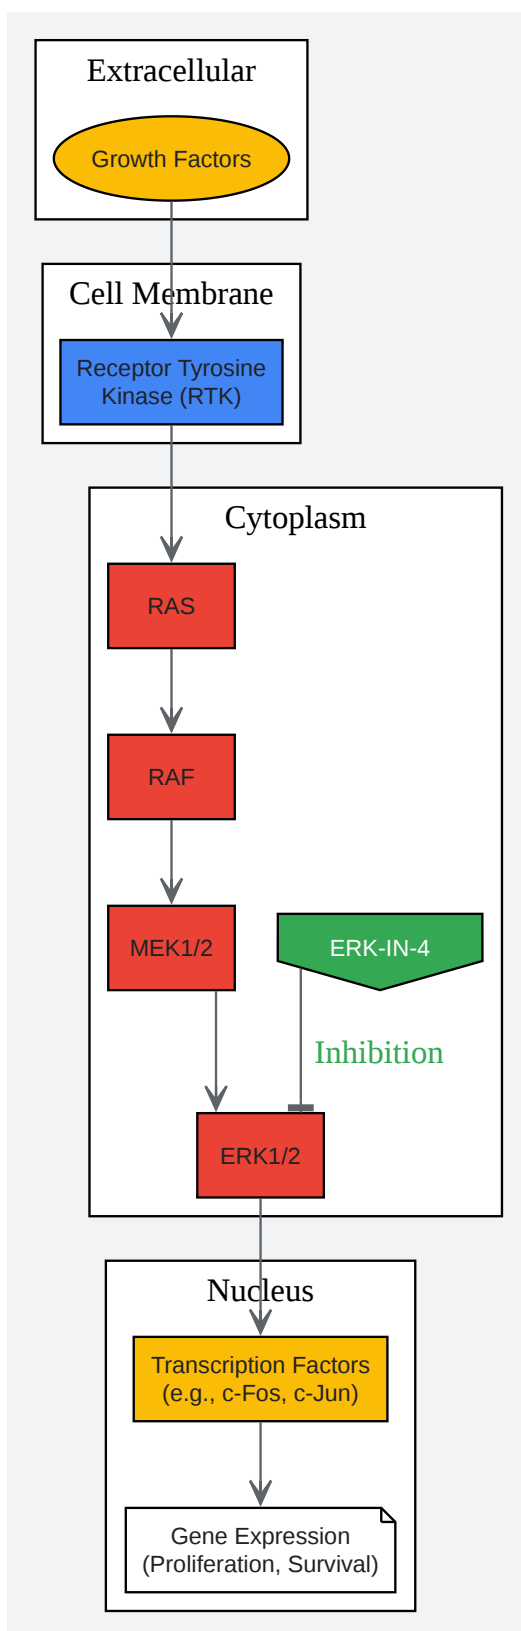 Extracellular
Growth Factors
Cell Membrane
Receptor Tyrosine
Kinase (RTK)
Cytoplasm
RAS
RAF
MEK1/2
ERK-IN-4
Inhibition
ERK1/2
Nucleus
Transcription Factors
(e.g., c-Fos, c-Jun)
Gene Expression
(Proliferation, Survival)